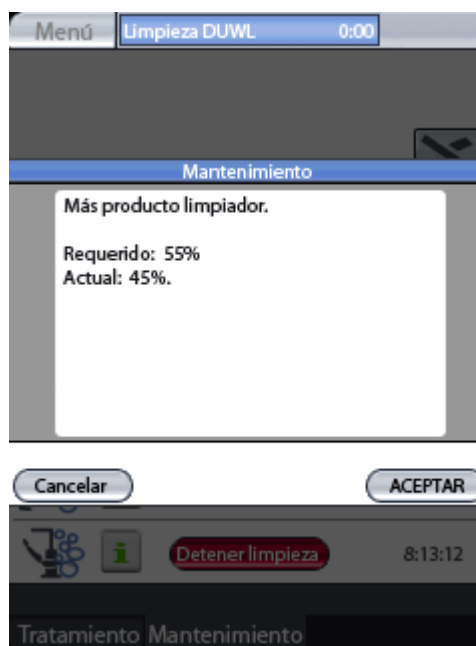 Menú
Limpieza DUWL 0:00
Mantenimiento
Más producto limpiador.
Requerido: 55%
Actual: 45%.
Cancelar
ACEPTAR
i
Detener limpieza
8:13:12
Tratamiento
Mantenimiento